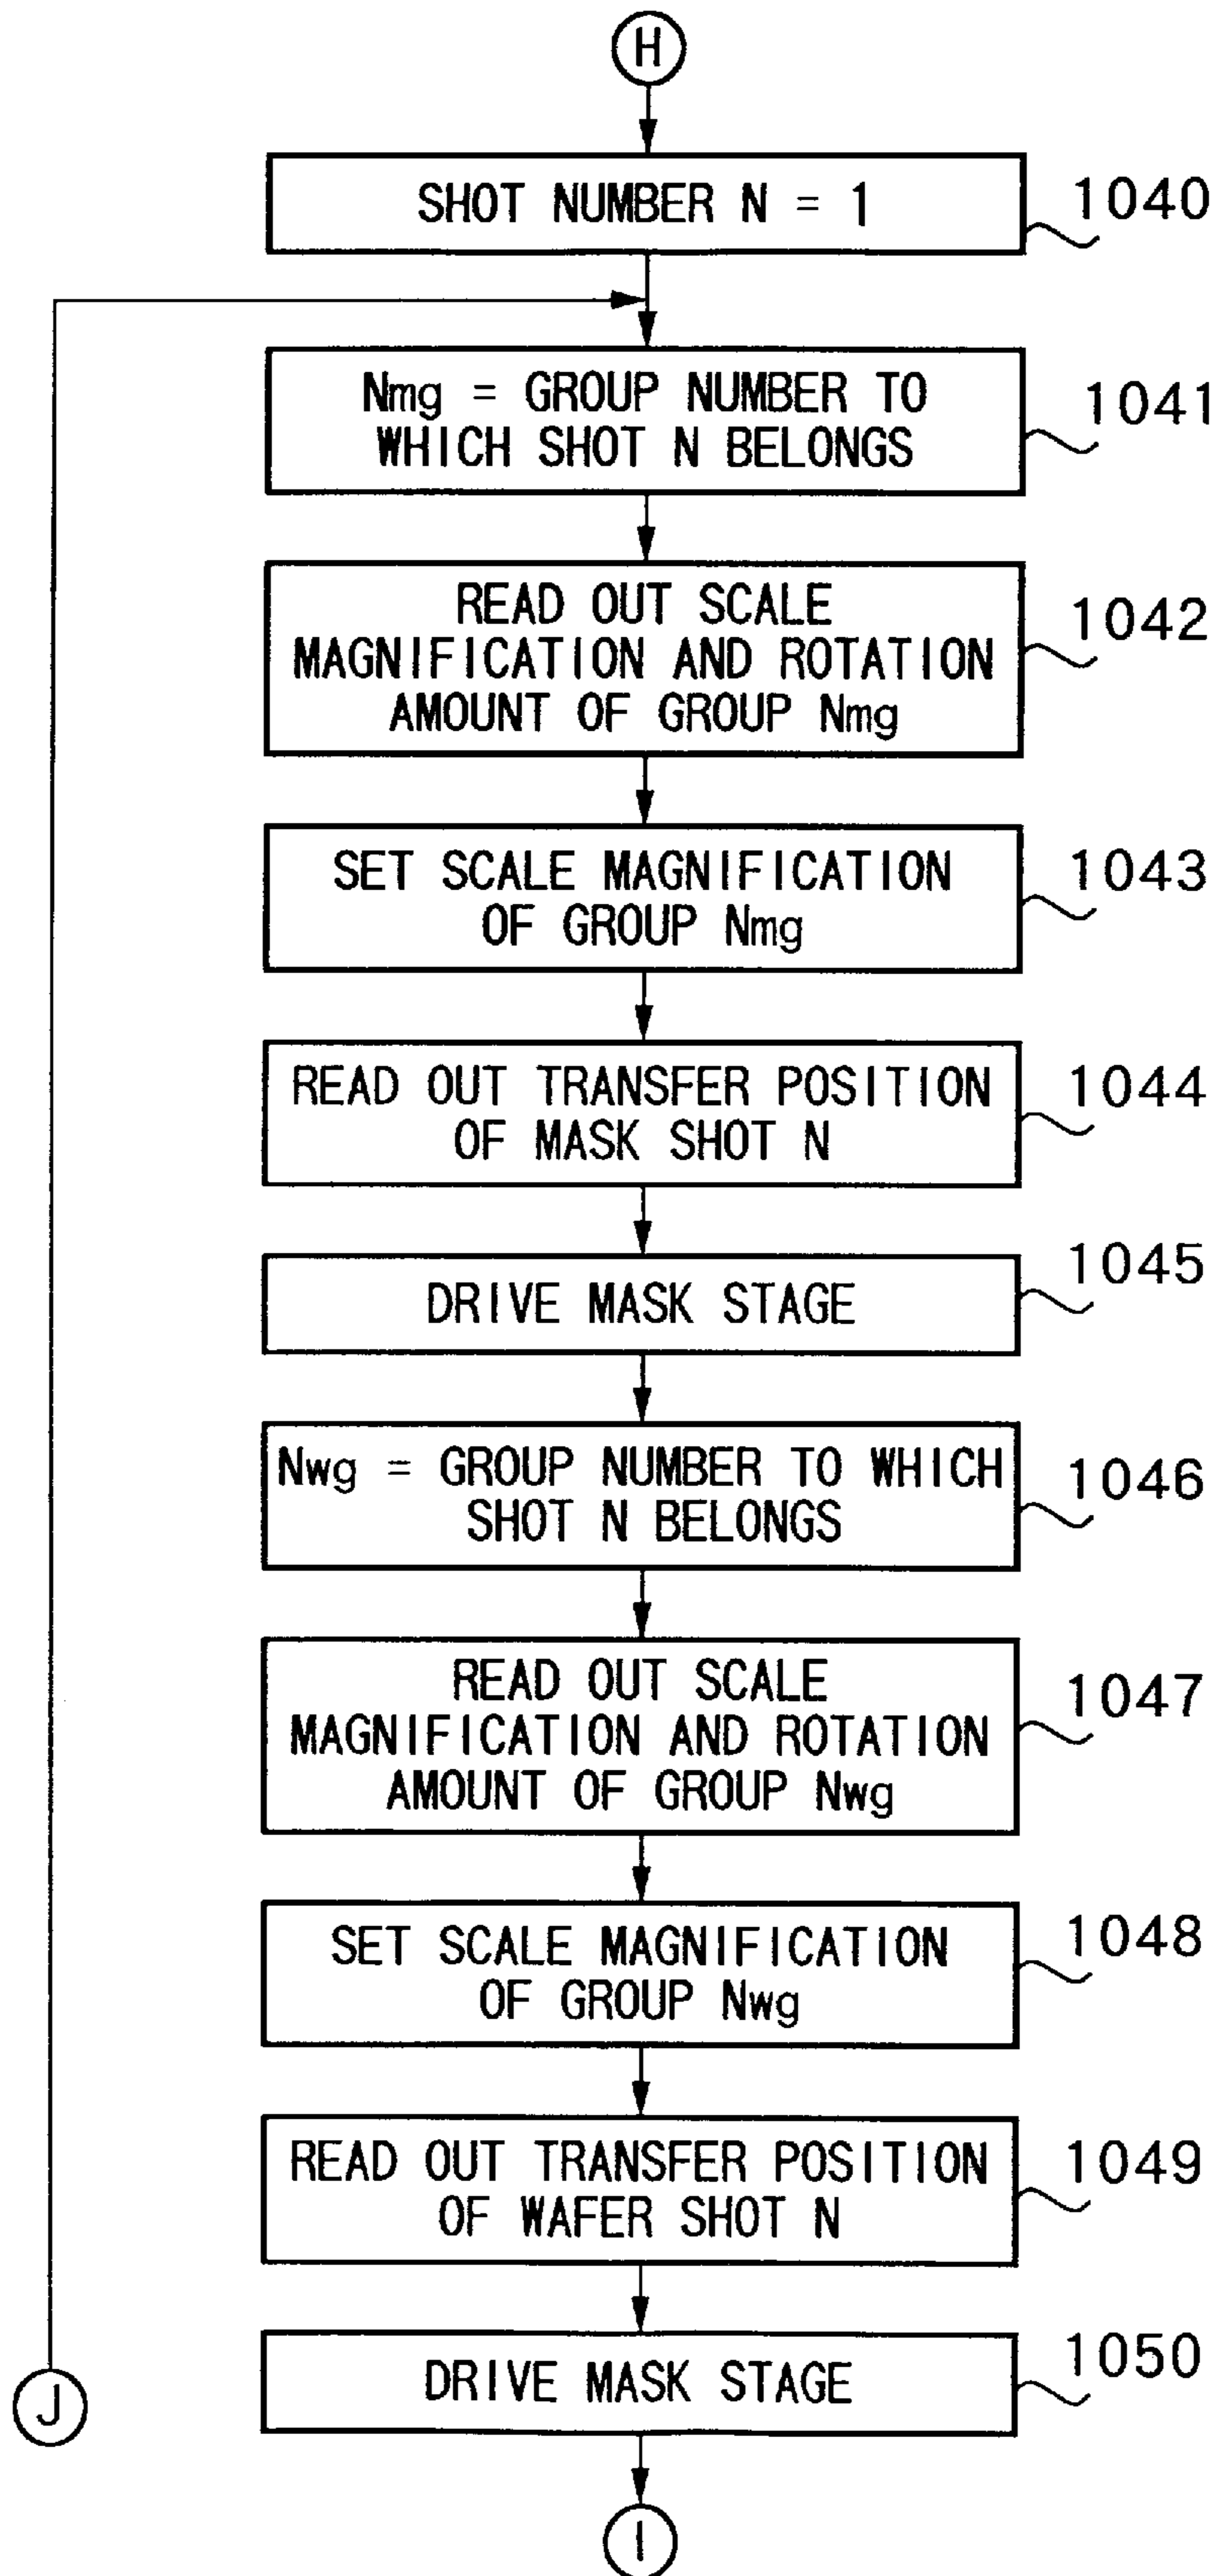 H
SHOT NUMBER N = 1
1040
Nmg = GROUP NUMBER TO
WHICH SHOT N BELONGS
1041
READ OUT SCALE
MAGNIFICATION AND ROTATION
AMOUNT OF GROUP Nmg
1042
SET SCALE MAGNIFICATION
OF GROUP Nmg
1043
READ OUT TRANSFER POSITION
OF MASK SHOT N
1044
DRIVE MASK STAGE
1045
Nwg = GROUP NUMBER TO WHICH
SHOT N BELONGS
1046
READ OUT SCALE
MAGNIFICATION AND ROTATION
AMOUNT OF GROUP Nwg
1047
SET SCALE MAGNIFICATION
OF GROUP Nwg
1048
READ OUT TRANSFER POSITION
OF WAFER SHOT N
1049
DRIVE MASK STAGE
1050
J
I